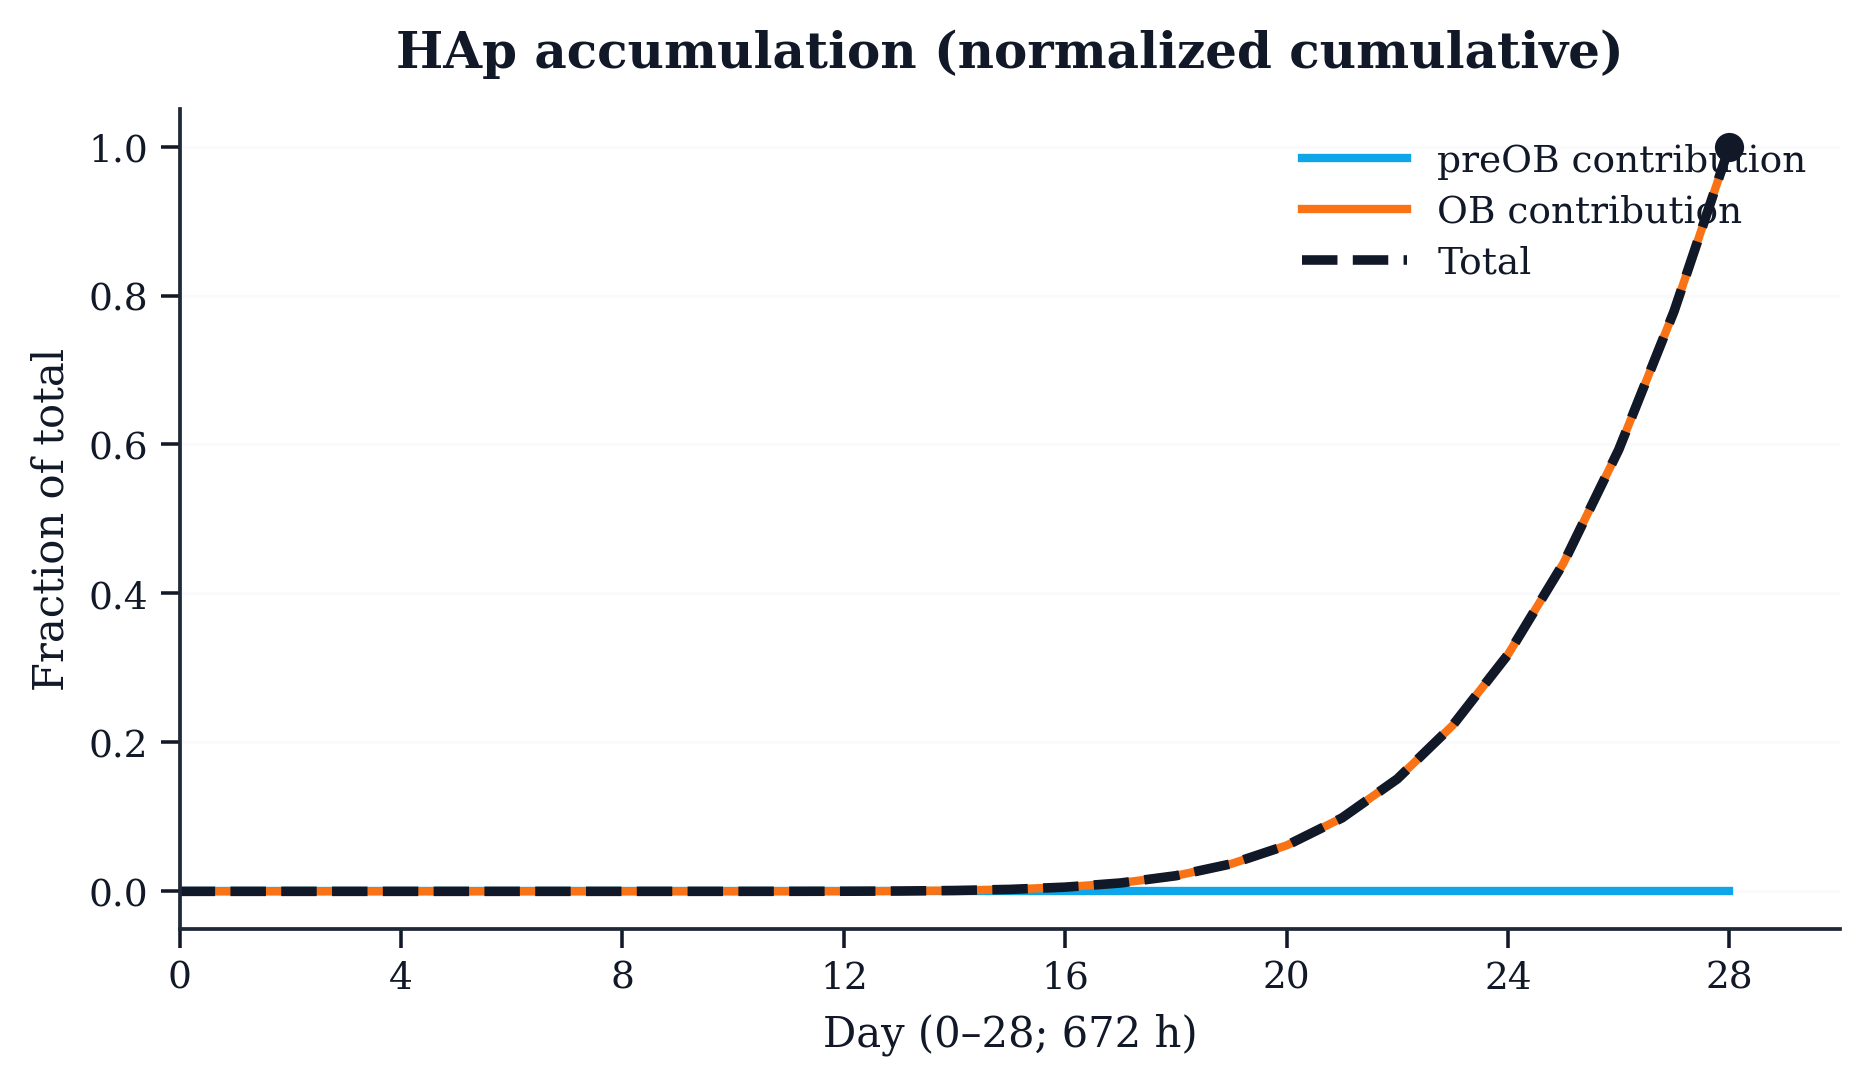 HAp accumulation (normalized cumulative)
preOB contribution
OB contribution
Total
Fraction of total
1.0
0.8
0.6
0.4
0.2
0.0
0 4 8 12 16 20 24 28
Day (0–28; 672 h)